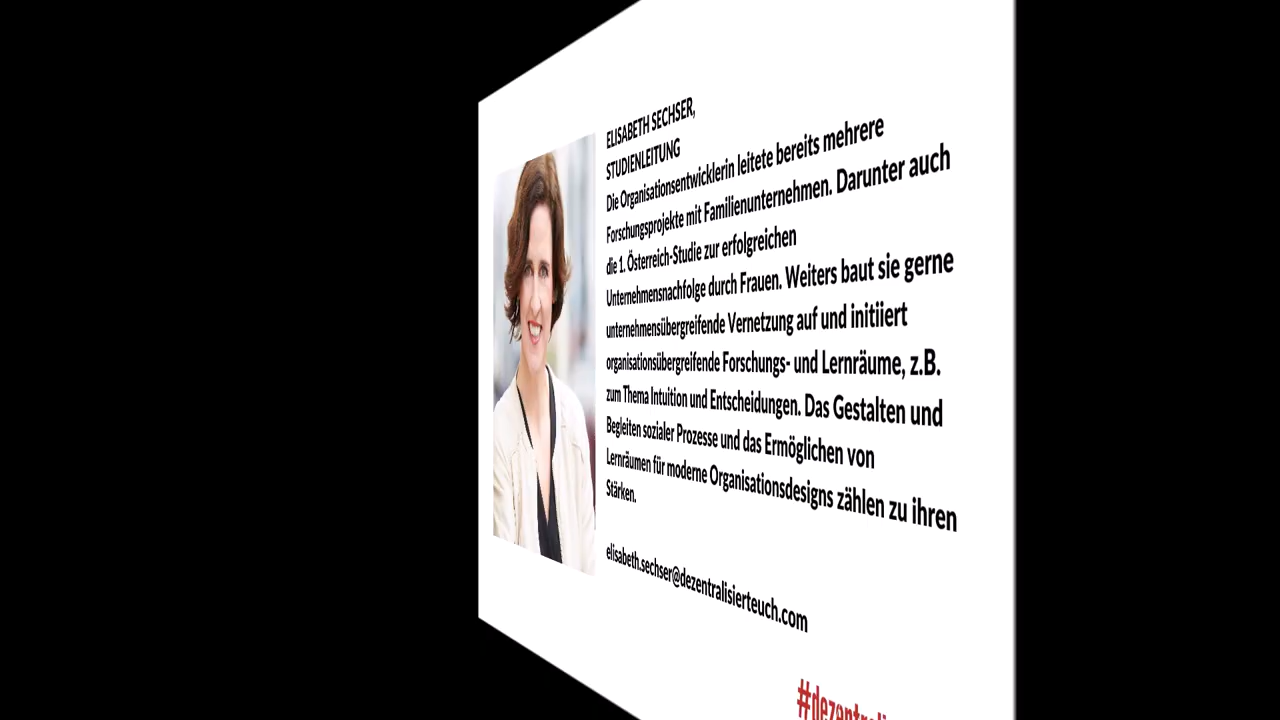 ELISABETH SECHSER,
STUDIENLEITUNG
Die Organisationsentwicklerin leitete bereits mehrere
Forschungsprojekte mit Familienunternehmen. Darunter auch
die 1. Österreich-Studie zur erfolgreichen
Unternehmensnachfolge durch Frauen. Weiters baut sie gerne
unternehmensübergreifende Vernetzung auf und initiiert
organisationsübergreifende Forschungs- und Lernräume, z.B.
zum Thema Intuition und Entscheidungen. Das Gestalten und
Begleiten sozialer Prozesse und das Ermöglichen von
Lernräumen für moderne Organisationsdesigns zählen zu ihren
Stärken.
elisabeth.sechser@dezentralisierteuch.com